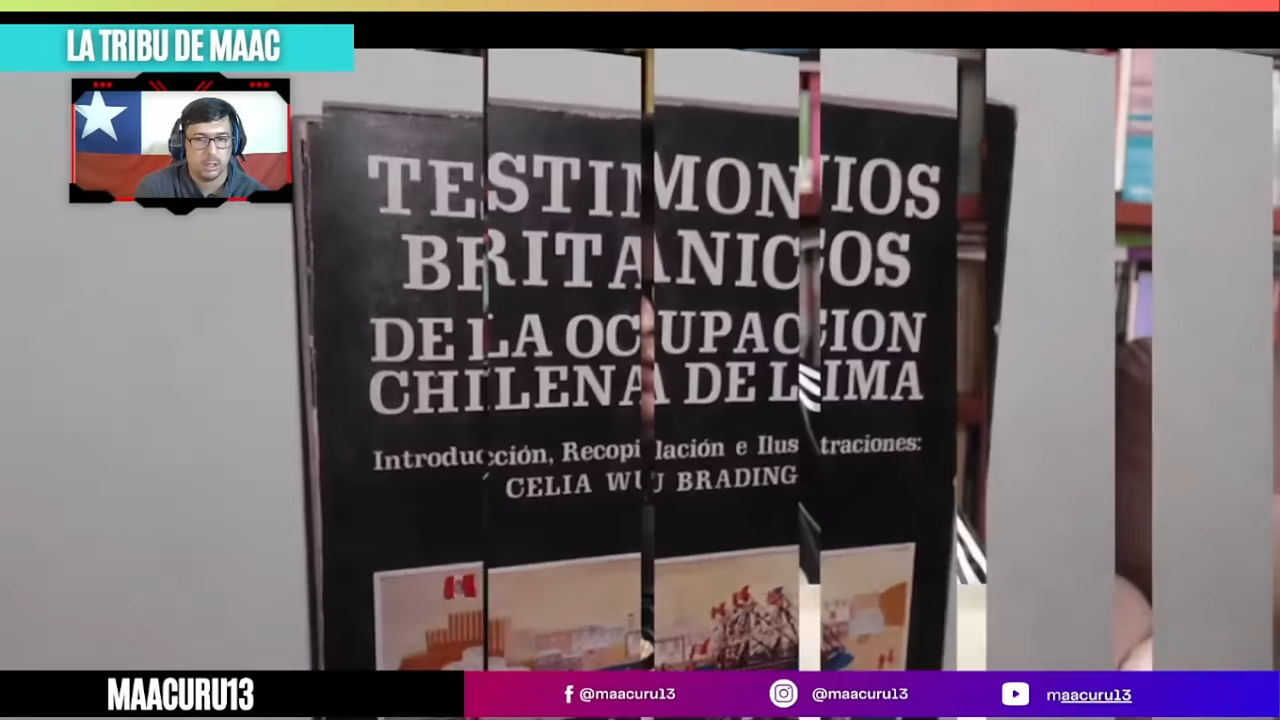 LA TRIBU DE MAAC
TESTIMONIOS
BRITANICOS
DE LA OCUPACION
CHILENA DE LIMA
Introducción, Recopilación e Ilustraciones:
CELIA WU BRADING
MAACURU13
@maacuru13
@maacuru13
maacuru13